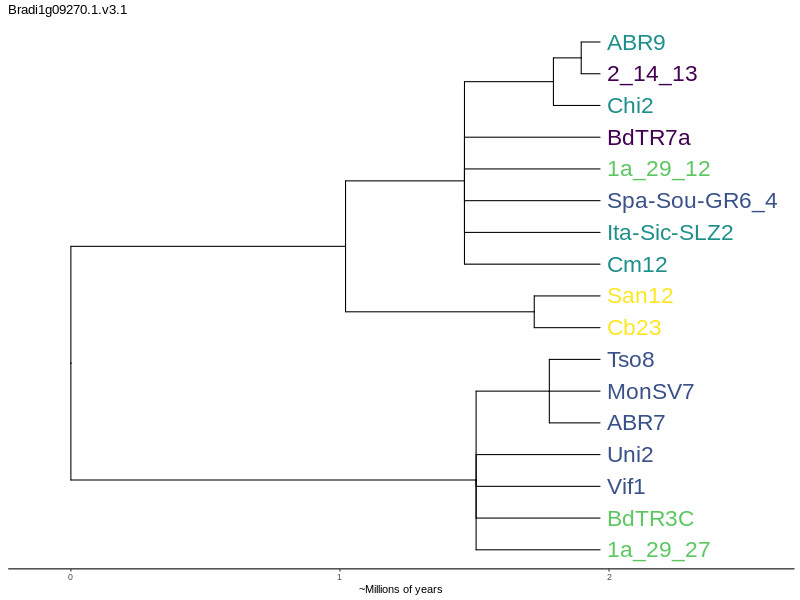 Bradi1g09270.1.v3.1
ABR9
2_14_13
Chi2
BdTR7a
1a_29_12
Spa-Sou-GR6_4
Ita-Sic-SLZ2
Cm12
San12
Cb23
Tso8
MonSV7
ABR7
Uni2
Vif1
BdTR3C
1a_29_27
0 1 2
~Millions of years